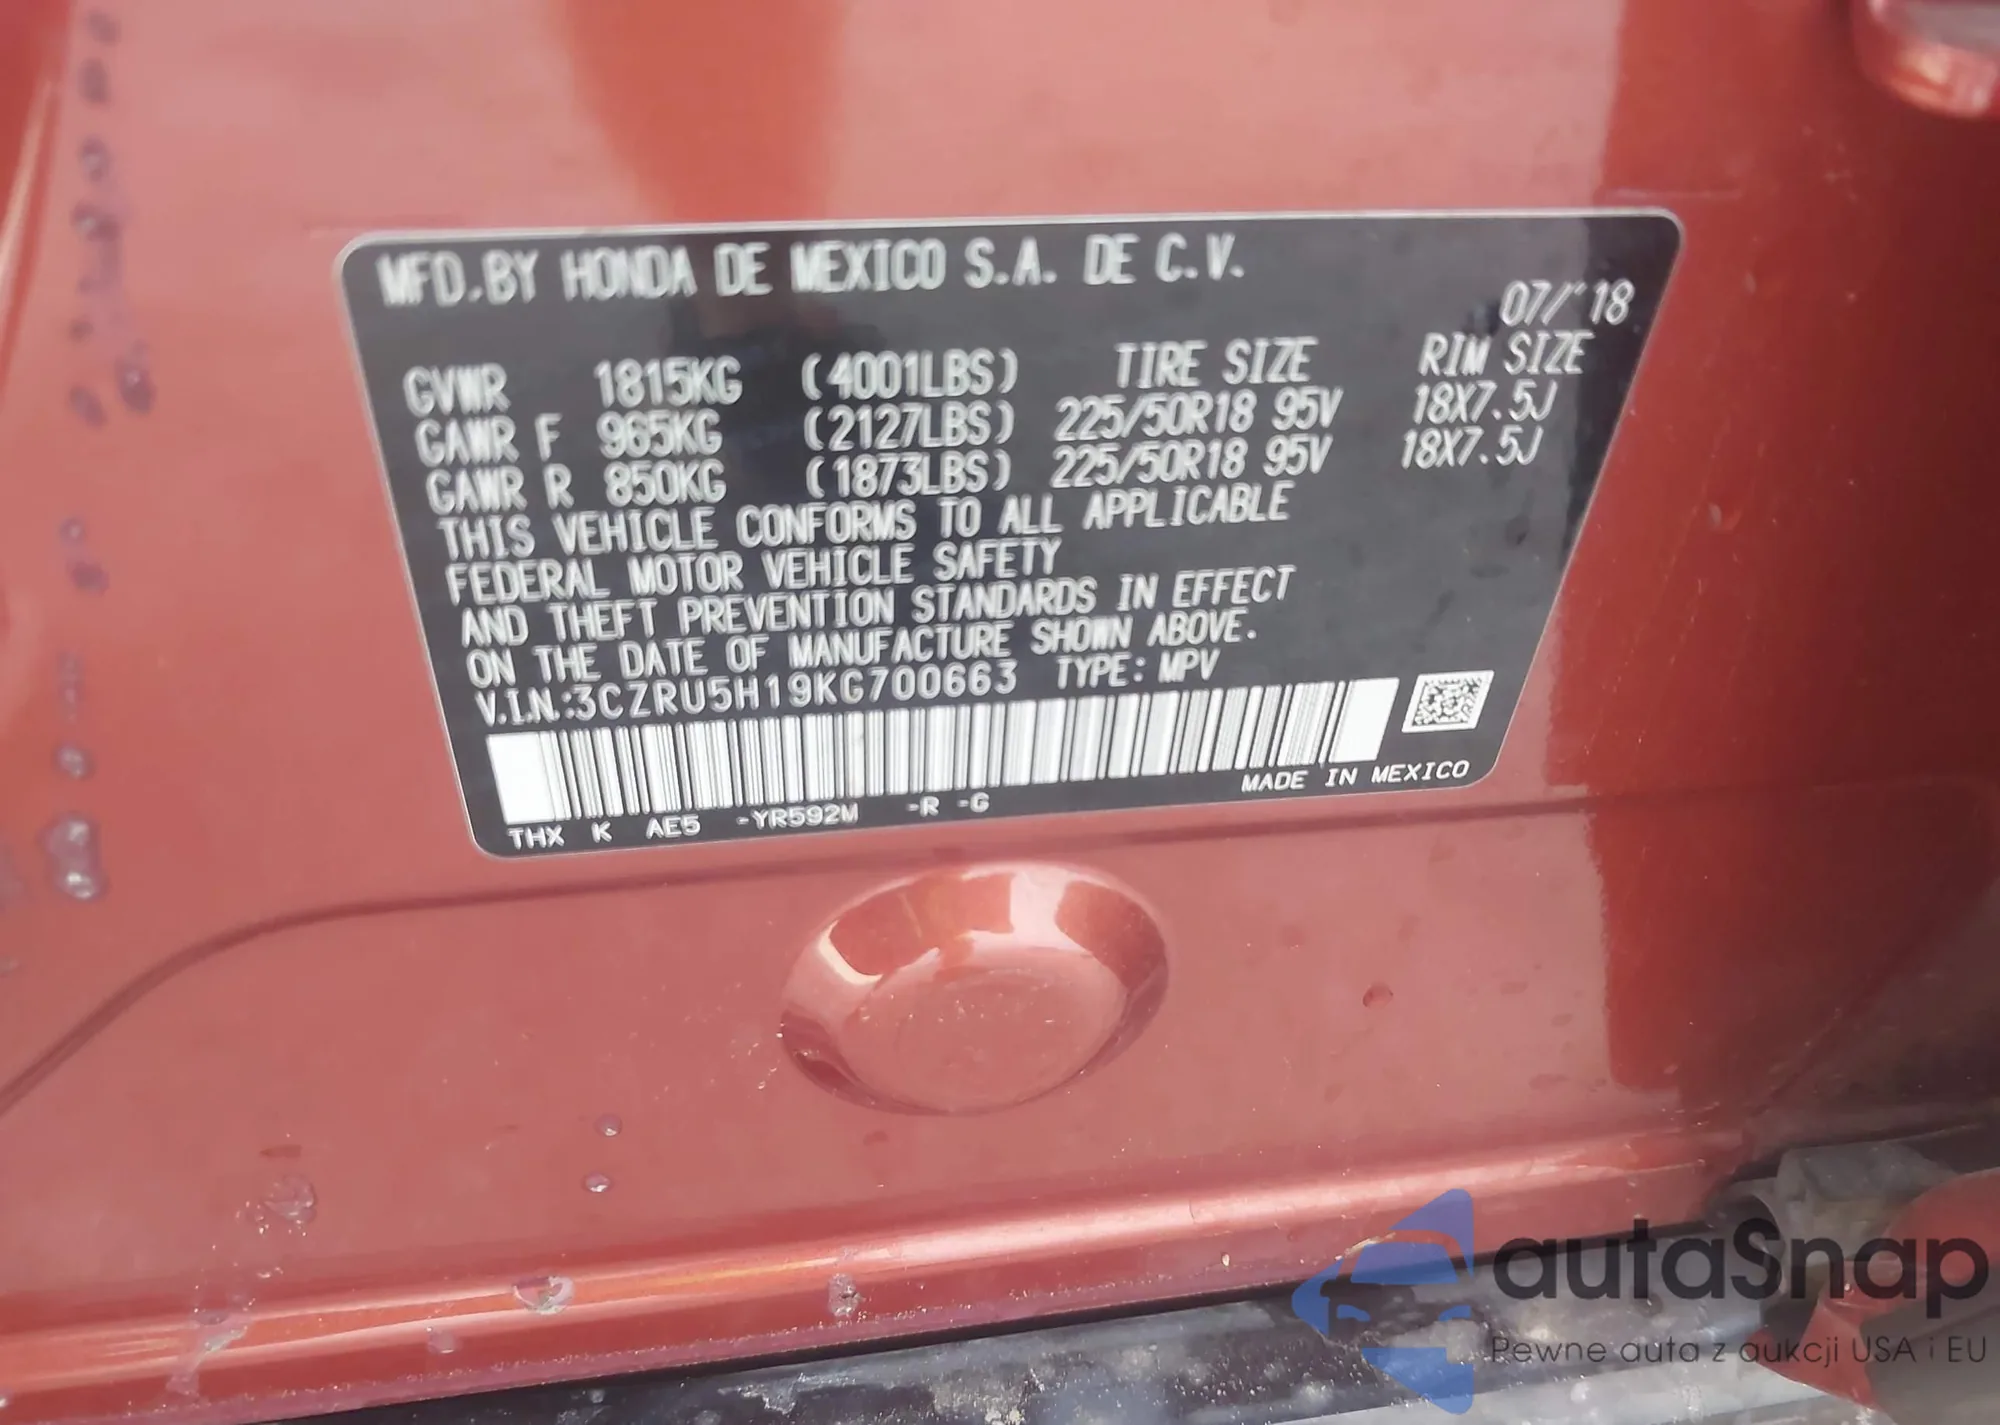 MFD.BY HONDA DE MEXICO S.A. DE C.V.
07/'18
GVWR 1815KG (4001LBS) TIRE SIZE RIM SIZE
GAWR F 965KG (2127LBS) 225/50R18 95V 18X7.5J
GAWR R 850KG (1873LBS) 225/50R18 95V 18X7.5J
THIS VEHICLE CONFORMS TO ALL APPLICABLE
FEDERAL MOTOR VEHICLE SAFETY
AND THEFT PREVENTION STANDARDS IN EFFECT
ON THE DATE OF MANUFACTURE SHOWN ABOVE.
V.I.N.:3CZRU5H19KG700663 TYPE: MPV
MADE IN MEXICO
THX K AE5 -YR592M -R -G
autaSnap
Pewne auta z aukcji USA i EU